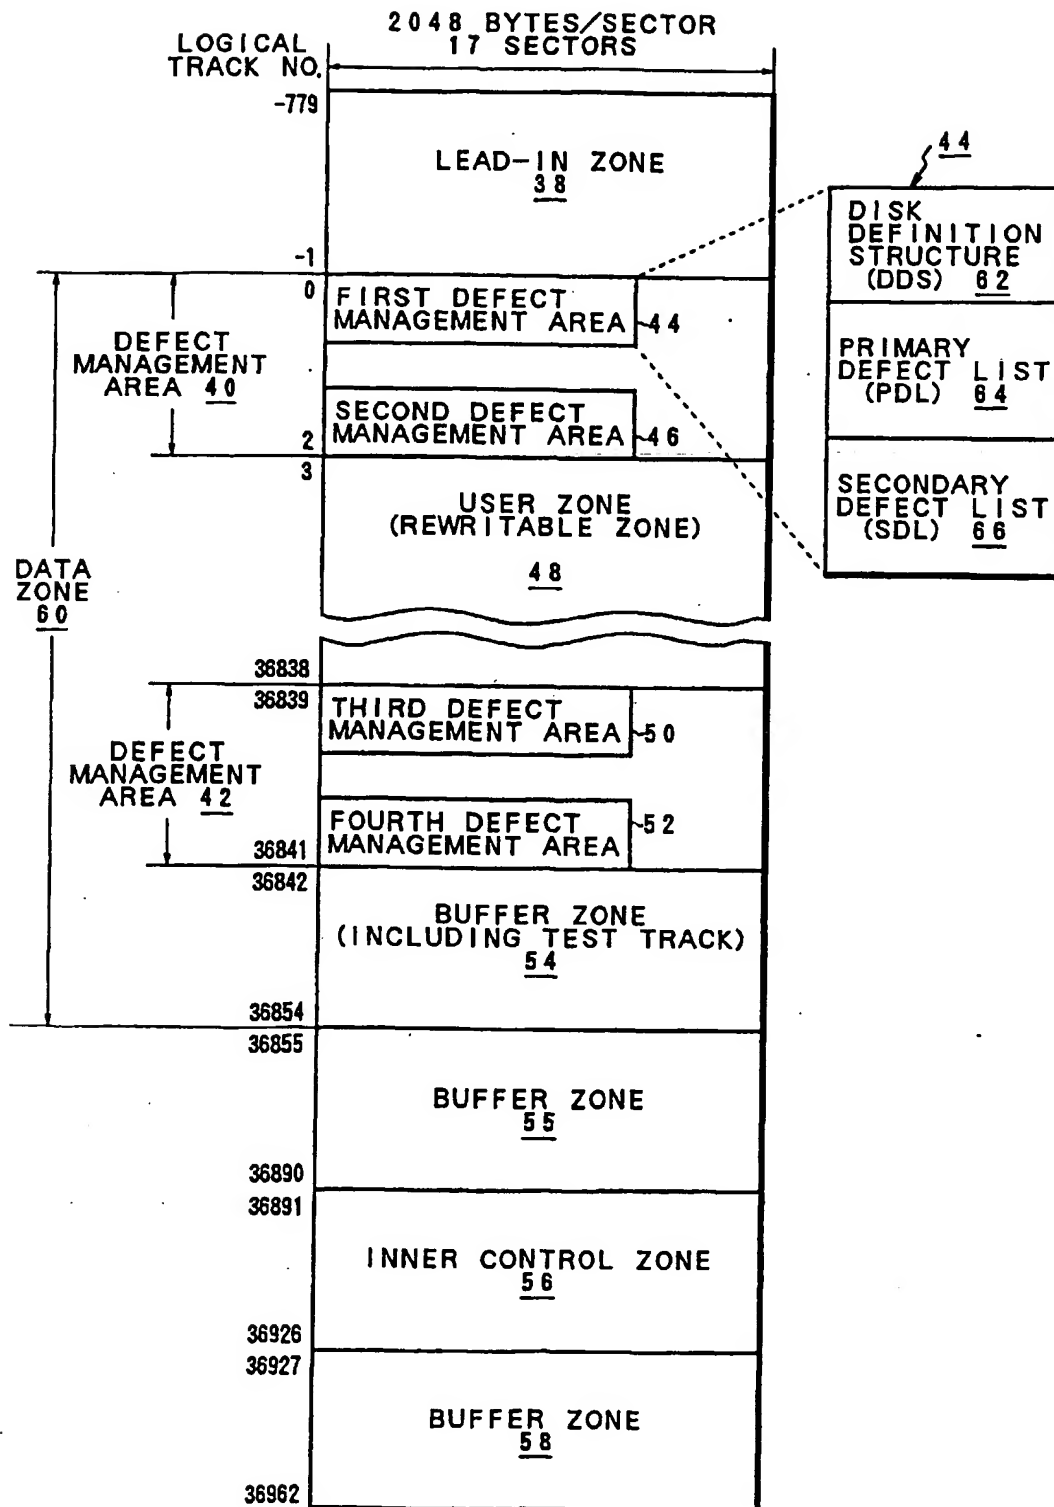 2048 BYTES/SECTOR
17 SECTORS
LOGICAL
TRACK NO.
-779
LEAD-IN ZONE
38
-1
0
FIRST DEFECT
MANAGEMENT AREA
44
DEFECT
MANAGEMENT
AREA 40
SECOND DEFECT
MANAGEMENT AREA
46
2
3
USER ZONE
(REWRITABLE ZONE)
48
44
DISK
DEFINITION
STRUCTURE
(DDS) 62
PRIMARY
DEFECT LIST
(PDL) 64
SECONDARY
DEFECT LIST
(SDL) 66
DATA
ZONE
60
36838
36839
THIRD DEFECT
MANAGEMENT AREA
50
DEFECT
MANAGEMENT
AREA 42
FOURTH DEFECT
MANAGEMENT AREA
52
36841
36842
BUFFER ZONE
(INCLUDING TEST TRACK)
54
36854
36855
BUFFER ZONE
55
36890
36891
INNER CONTROL ZONE
56
36926
36927
BUFFER ZONE
58
36962